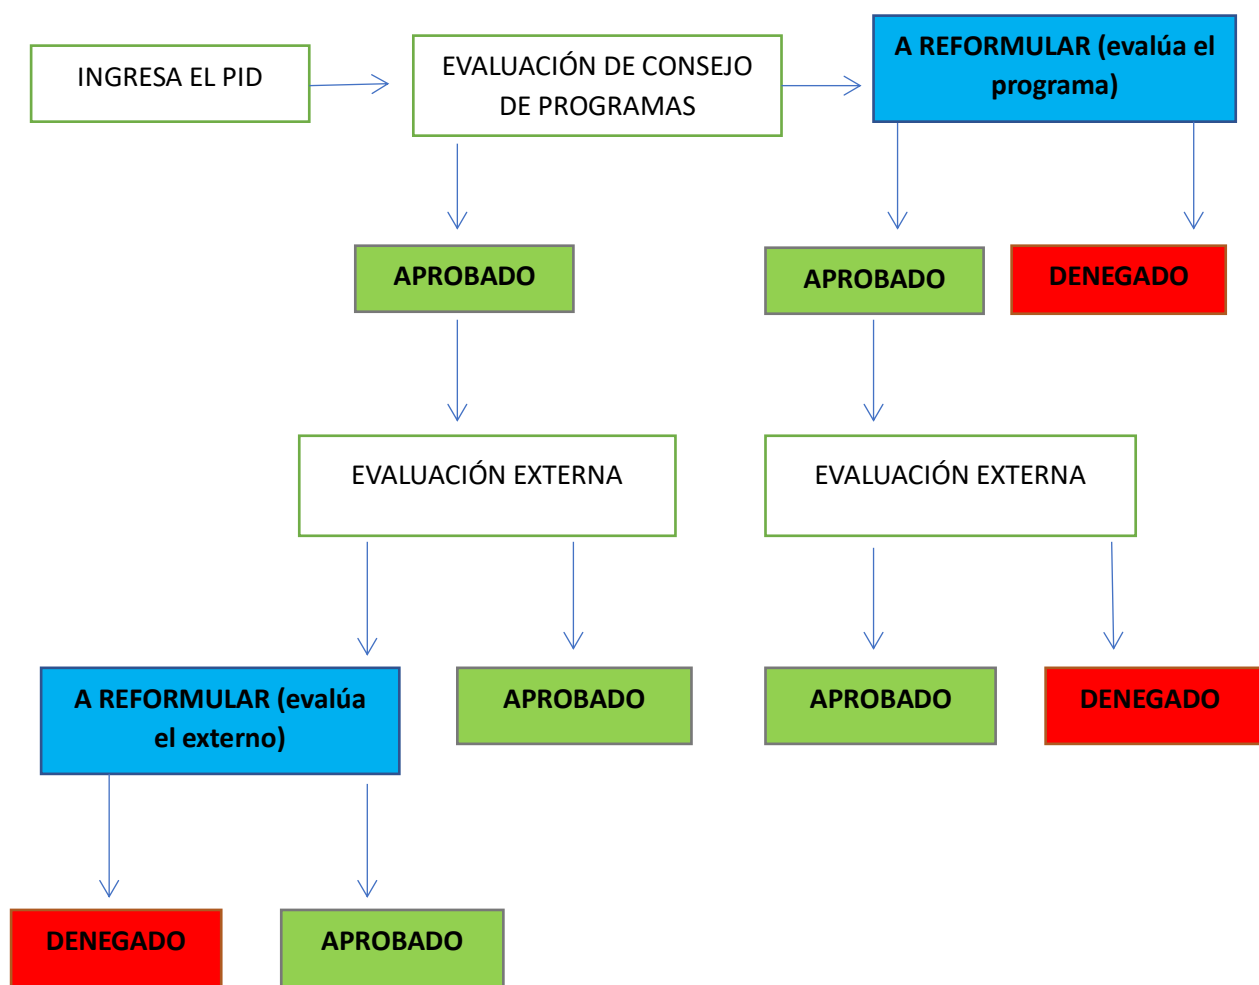 INGRESA EL PID
EVALUACIÓN DE CONSEJO
DE PROGRAMAS
A REFORMULAR (evalúa el
programa)
APROBADO
APROBADO
DENEGADO
EVALUACIÓN EXTERNA
EVALUACIÓN EXTERNA
A REFORMULAR (evalúa
el externo)
APROBADO
APROBADO
DENEGADO
DENEGADO
APROBADO